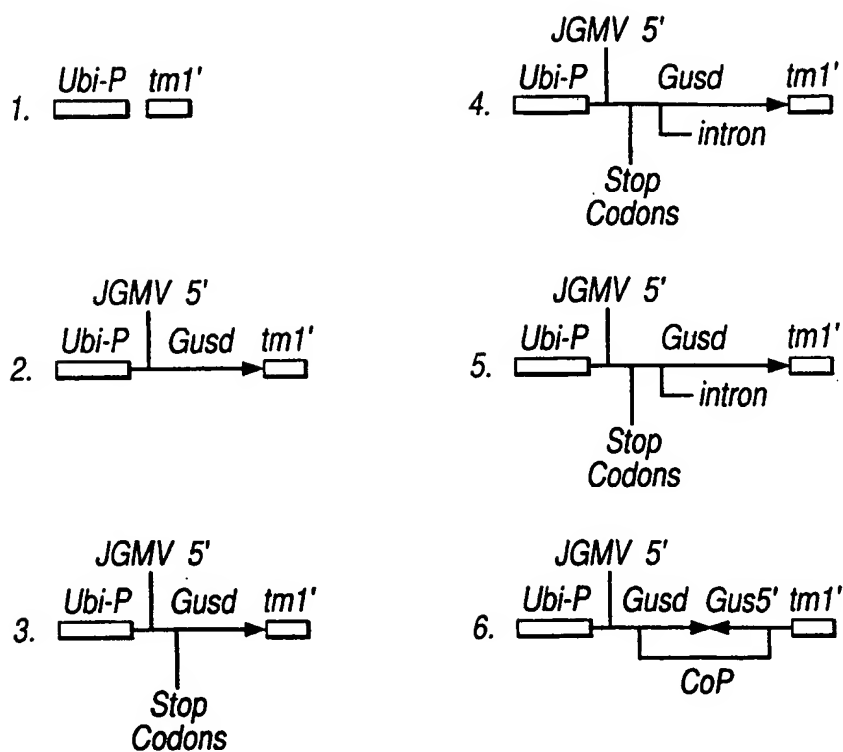 1. Ubi-P tm1'
2. JGMV 5'
Ubi-P Gusd tm1'
3. JGMV 5'
Ubi-P Gusd tm1'
Stop
Codons
4. JGMV 5'
Ubi-P Gusd tm1'
intron
Stop
Codons
5. JGMV 5'
Ubi-P Gusd tm1'
intron
Stop
Codons
6. JGMV 5'
Ubi-P Gusd Gus5' tm1'
CoP